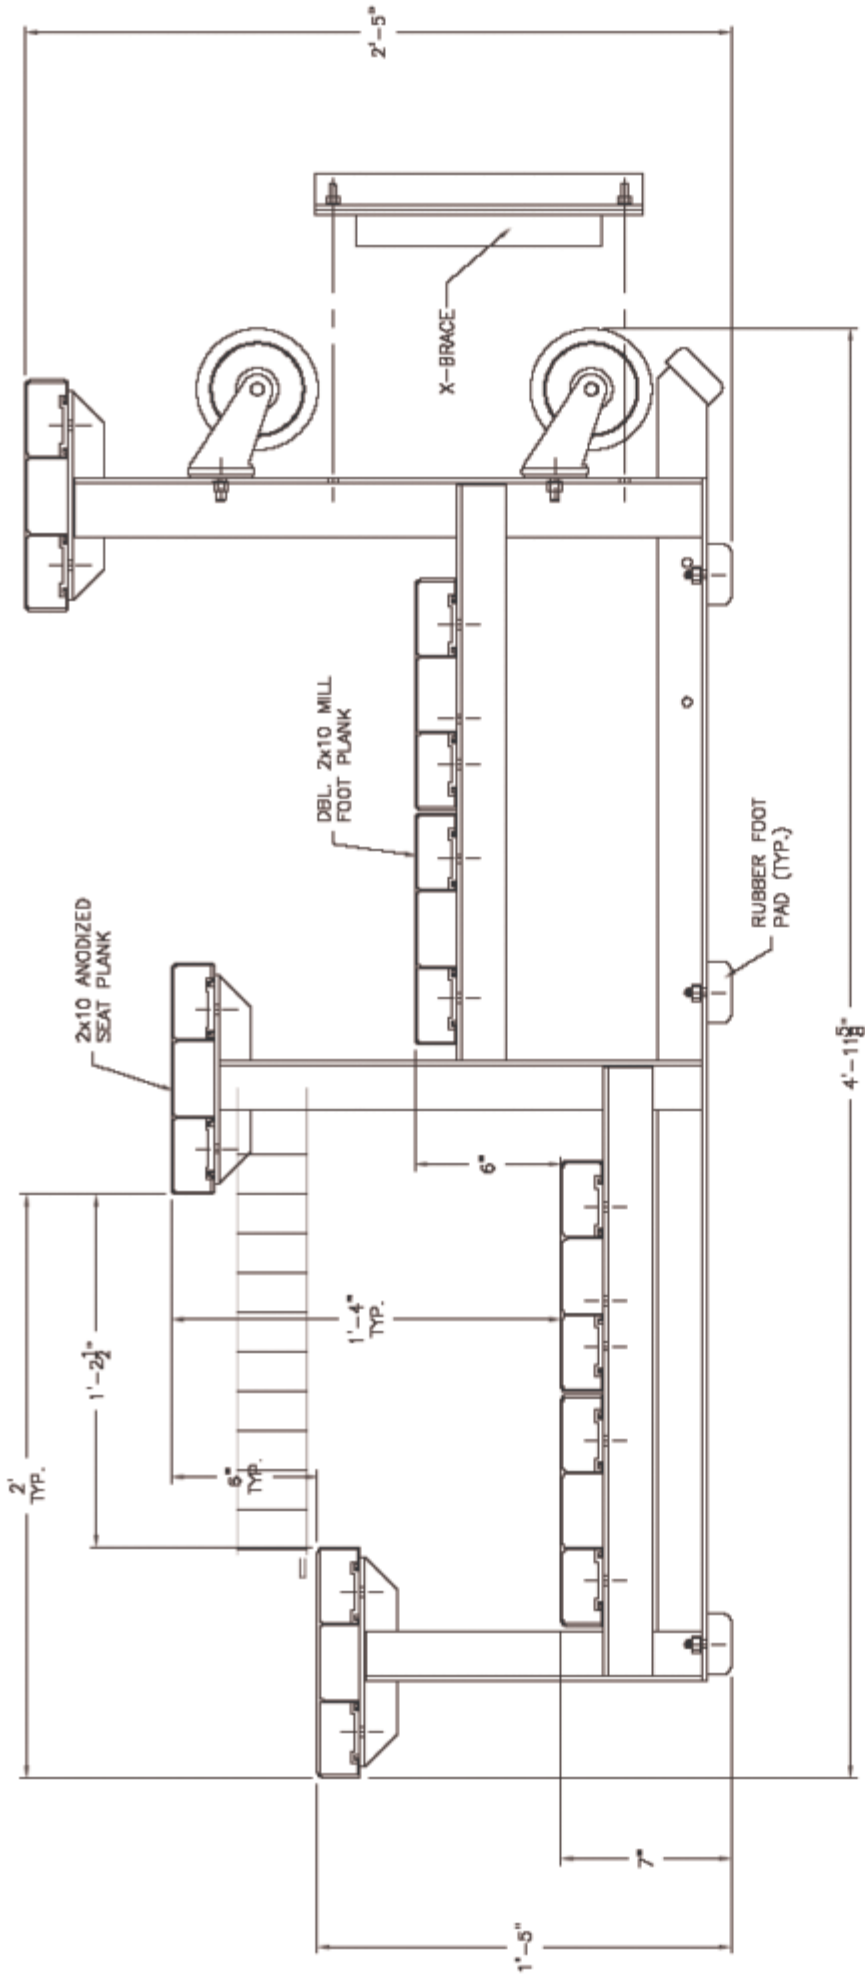 2'-5"
X-BRACE
DBL. 2x10 MILL
FOOT PLANK
2x10 ANODIZED
SEAT PLANK
RUBBER FOOT
PAD (TYP.)
4'-11⅝"
6"
1'-4"
TYP.
1'-2½"
2'
TYP.
6"
TYP.
7"
1'-5"